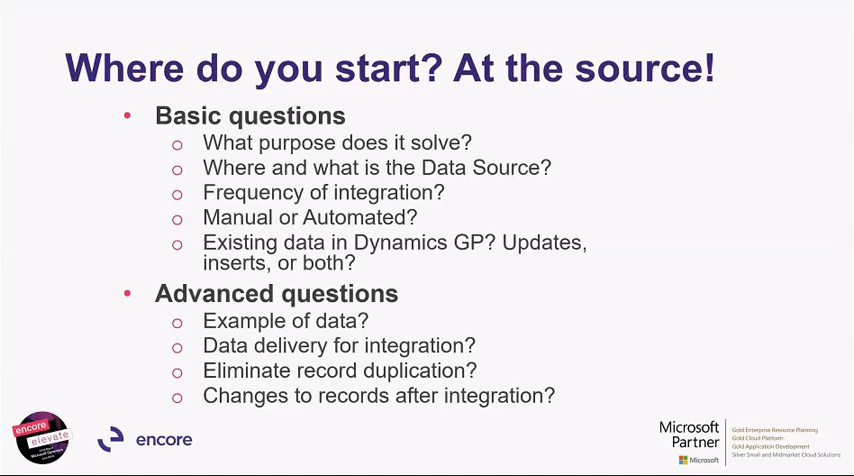 Where do you start? At the source!
Basic questions
What purpose does it solve?
Where and what is the Data Source?
Frequency of integration?
Manual or Automated?
Existing data in Dynamics GP? Updates,
inserts, or both?
Advanced questions
Example of data?
Data delivery for integration?
Eliminate record duplication?
Changes to records after integration?
encore
elevate
Microsoft Dynamics
encore
Microsoft
Partner
Microsoft
Gold Enterprise Resource Planning
Gold Cloud Platform
Gold Application Development
Silver Small and Midmarket Cloud Solutions